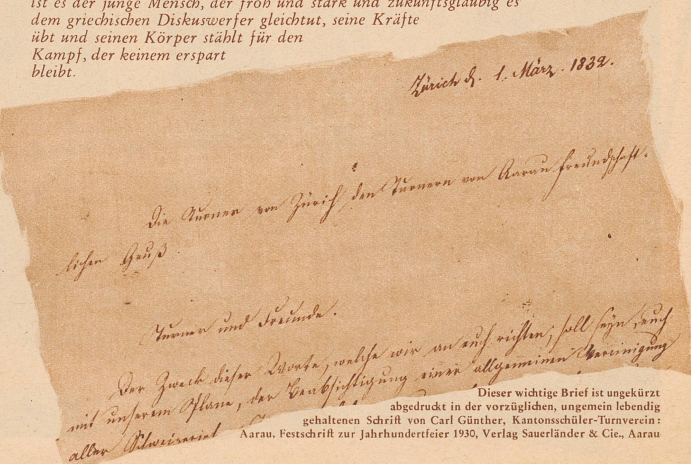 ist es der junge Mensch, der froh und stark und zukunftsgläubig es
dem griechischen Diskuswerfer gleichtut, seine Kräfte
übt und seinen Körper stählt für den
Kampf, der keinem erspart
bleibt.
Zürich d. 1. März. 1832.
Die Turner von Zürich den Turnern von Aarau freundschaft-
lichen Gruß
Turner und Freunde.
Der Zweck dieser Worte, welche wir an euch richten, soll seyn, euch
mit unserem Plane, der Beabsichtigung einer allgemeinen Vereinigung
aller
Dieser wichtige Brief ist ungekürzt
abgedruckt in der vorzüglichen, ungemein lebendig
gehaltenen Schrift von Carl Günther, Kantonsschüler-Turnverein:
Aarau, Festschrift zur Jahrhundertfeier 1930, Verlag Sauerländer & Cie., Aarau